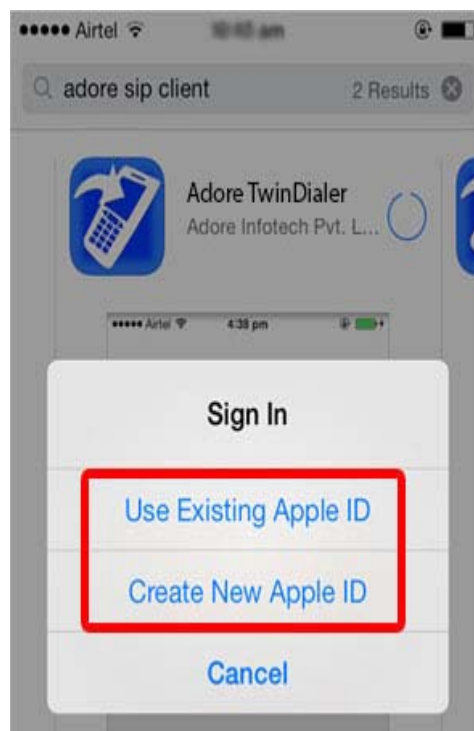 Airtel
adore sip client 2 Results
Adore TwinDialer
Adore Infotech Pvt. L...
Airtel 4:38 pm
Sign In
Use Existing Apple ID
Create New Apple ID
Cancel